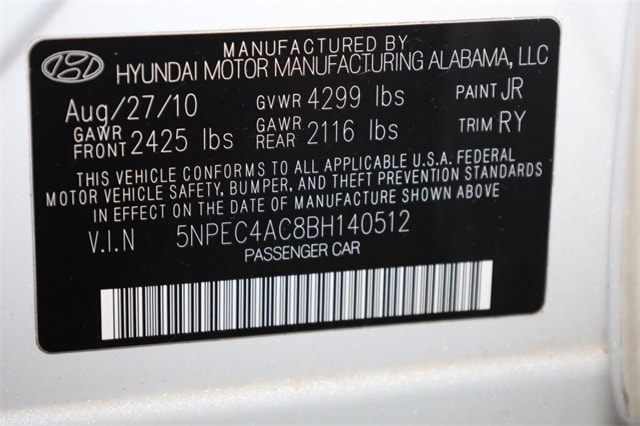 MANUFACTURED BY
HYUNDAI MOTOR MANUFACTURING ALABAMA, LLC
Aug/27/10 GVWR 4299 lbs PAINT JR
GAWR FRONT 2425 lbs GAWR REAR 2116 lbs TRIM RY
THIS VEHICLE CONFORMS TO ALL APPLICABLE U.S.A. FEDERAL
MOTOR VEHICLE SAFETY, BUMPER, AND THEFT PREVENTION STANDARDS
IN EFFECT ON THE DATE OF MANUFACTURE SHOWN ABOVE
V.I.N 5NPEC4AC8BH140512
PASSENGER CAR